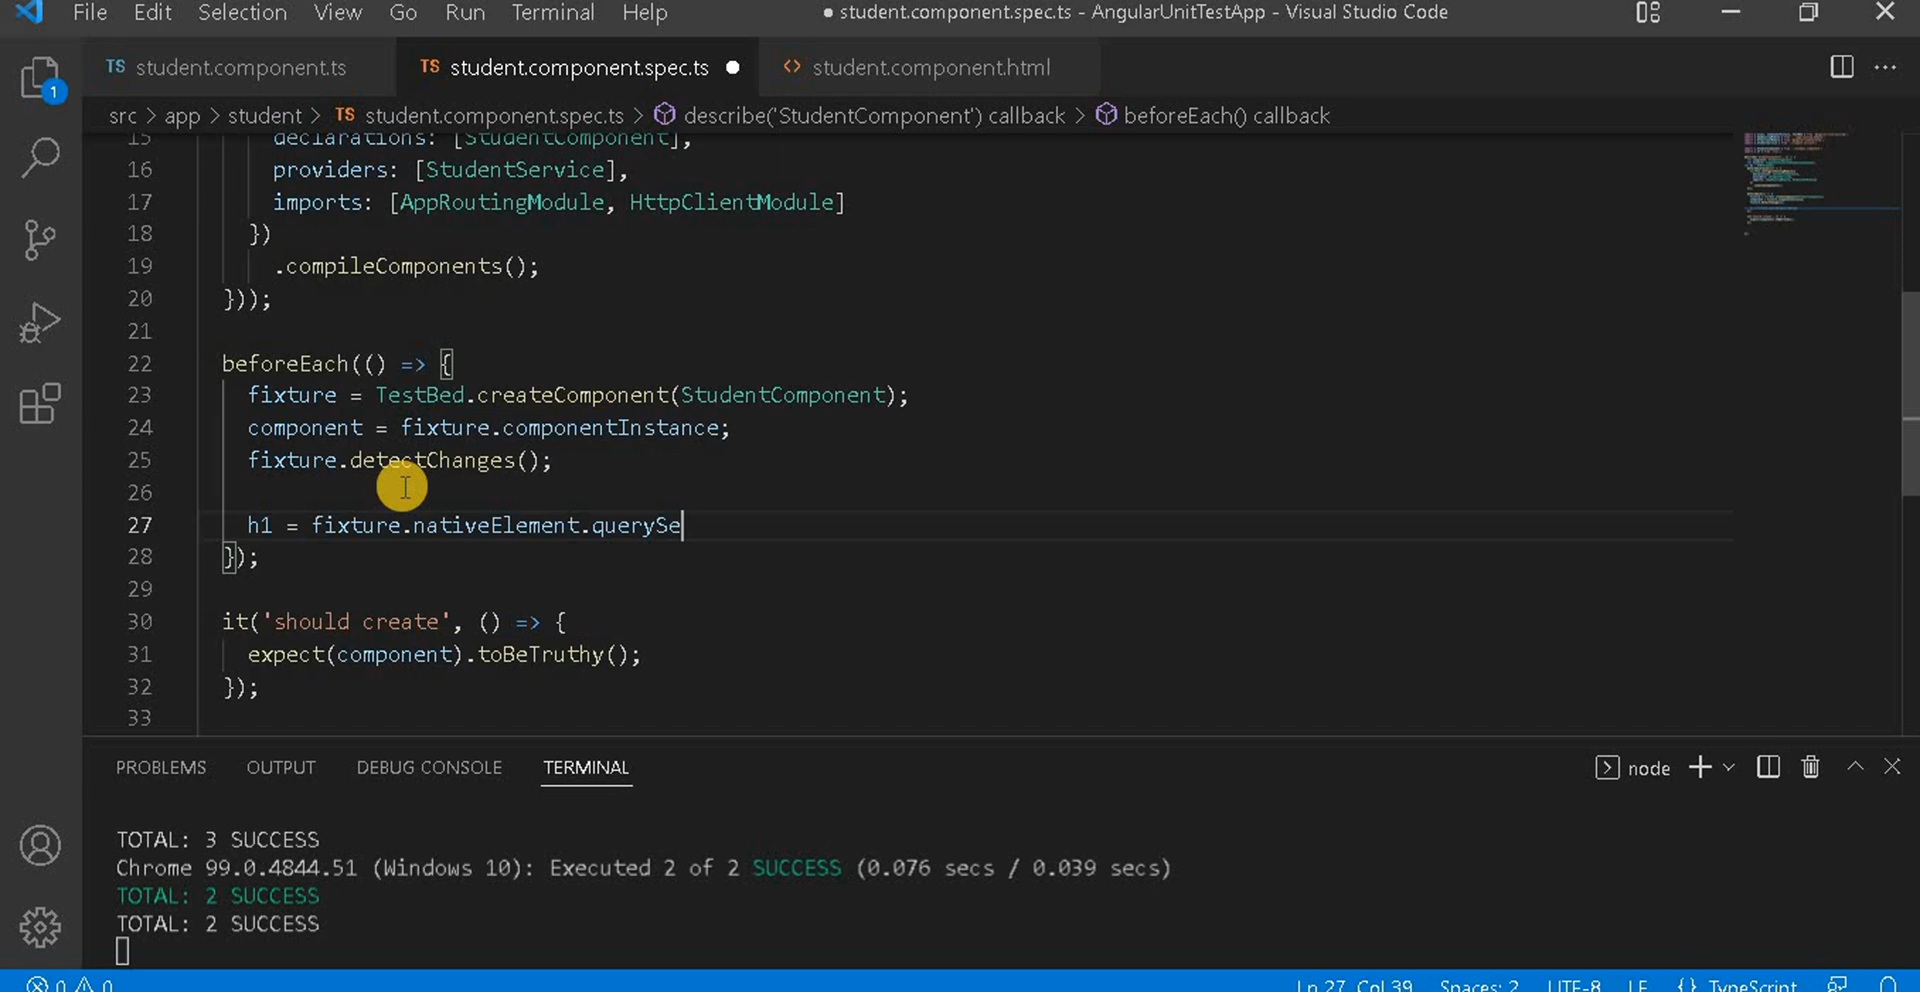 File Edit Selection View Go Run Terminal Help ● student.component.spec.ts - AngularUnitTestApp - Visual Studio Code
TS student.component.ts TS student.component.spec.ts ● <> student.component.html
1
src > app > student > TS student.component.spec.ts > describe('StudentComponent') callback > beforeEach() callback
15 declarations: [StudentComponent],
16 providers: [StudentService],
17 imports: [AppRoutingModule, HttpClientModule]
18 })
19 .compileComponents();
20 }));
21
22 beforeEach(() => {
23 fixture = TestBed.createComponent(StudentComponent);
24 component = fixture.componentInstance;
25 fixture.detectChanges();
26
27 h1 = fixture.nativeElement.querySe
28 });
29
30 it('should create', () => {
31 expect(component).toBeTruthy();
32 });
33
PROBLEMS OUTPUT DEBUG CONSOLE TERMINAL node
TOTAL: 3 SUCCESS
Chrome 99.0.4844.51 (Windows 10): Executed 2 of 2 SUCCESS (0.076 secs / 0.039 secs)
TOTAL: 2 SUCCESS
TOTAL: 2 SUCCESS
0 0 Ln 27, Col 39 Spaces: 2 UTF-8 LF {} TypeScript